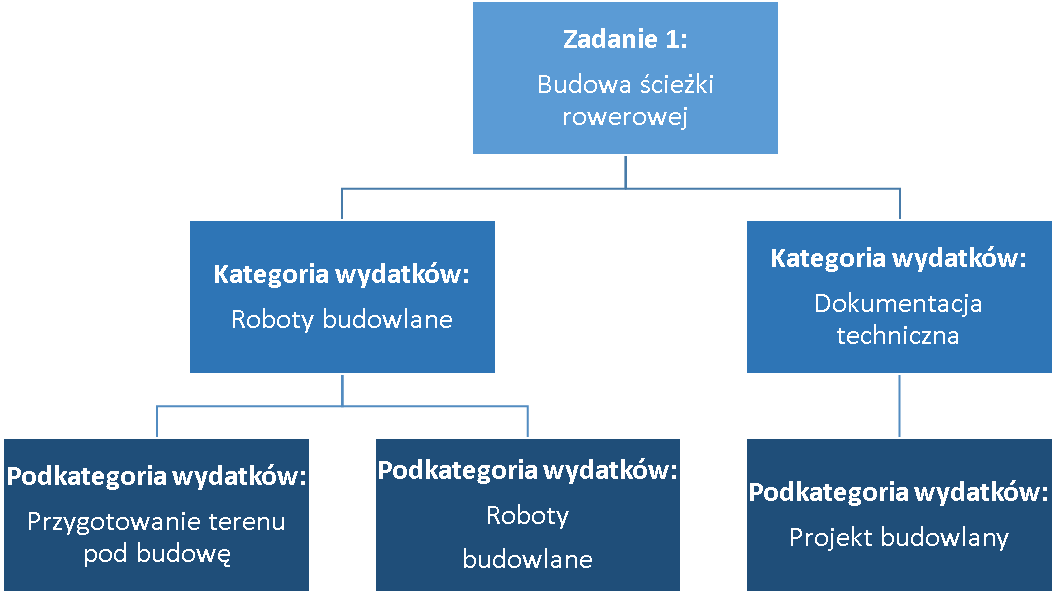 Zadanie 1:
Budowa ścieżki
rowerowej
Kategoria wydatków:
Roboty budowlane
Kategoria wydatków:
Dokumentacja
techniczna
Podkategoria wydatków:
Przygotowanie terenu
pod budowę
Podkategoria wydatków:
Roboty
budowlane
Podkategoria wydatków:
Projekt budowlany